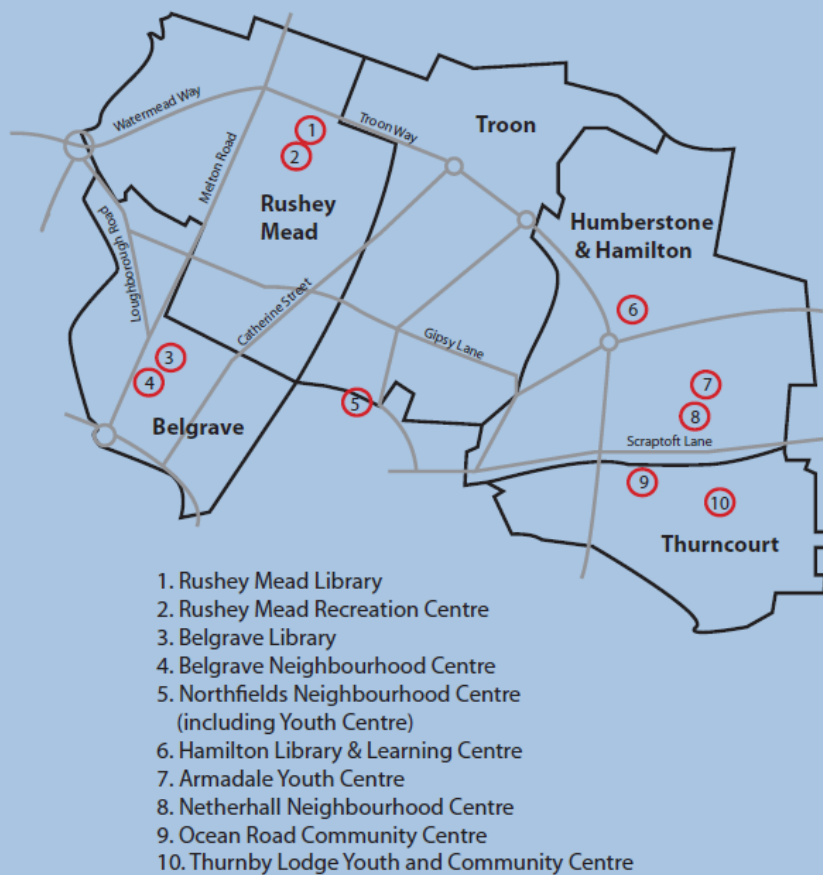 Watermead Way
Melton Road
Troon Way
Troon
1
2
Rushey
Mead
Humberstone
& Hamilton
Loughborough Road
Catherine Street
Gipsy Lane
6
3
4
5
7
8
Belgrave
Scraptoft Lane
9
10
Thurncourt
1. Rushey Mead Library
2. Rushey Mead Recreation Centre
3. Belgrave Library
4. Belgrave Neighbourhood Centre
5. Northfields Neighbourhood Centre
(including Youth Centre)
6. Hamilton Library & Learning Centre
7. Armadale Youth Centre
8. Netherhall Neighbourhood Centre
9. Ocean Road Community Centre
10. Thurnby Lodge Youth and Community Centre